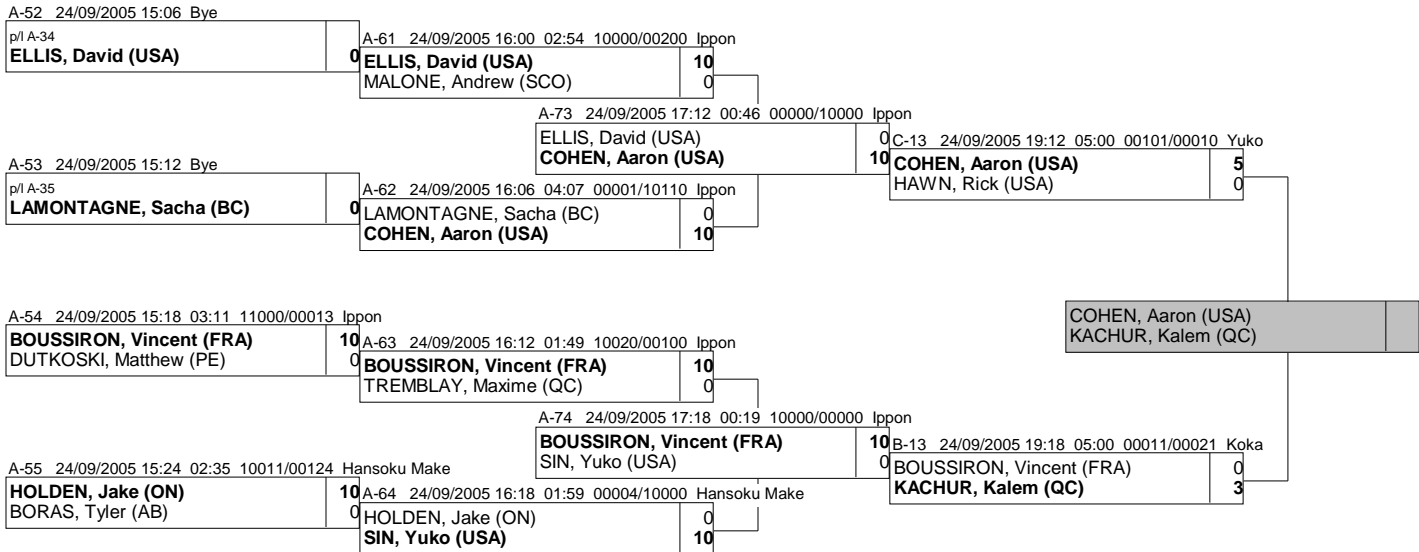 A-52 24/09/2005 15:06 Bye
p/l A-34
ELLIS, David (USA) 0
A-61 24/09/2005 16:00 02:54 10000/00200 Ippon
ELLIS, David (USA) 10
MALONE, Andrew (SCO) 0
A-73 24/09/2005 17:12 00:46 00000/10000 Ippon
ELLIS, David (USA) 0
COHEN, Aaron (USA) 10
C-13 24/09/2005 19:12 05:00 00101/00010 Yuko
COHEN, Aaron (USA) 5
HAWN, Rick (USA) 0
A-53 24/09/2005 15:12 Bye
p/l A-35
LAMONTAGNE, Sacha (BC) 0
A-62 24/09/2005 16:06 04:07 00001/10110 Ippon
LAMONTAGNE, Sacha (BC) 0
COHEN, Aaron (USA) 10
COHEN, Aaron (USA)
KACHUR, Kalem (QC)
A-54 24/09/2005 15:18 03:11 11000/00013 Ippon
BOUSSIRON, Vincent (FRA) 10
DUTKOSKI, Matthew (PE) 0
A-63 24/09/2005 16:12 01:49 10020/00100 Ippon
BOUSSIRON, Vincent (FRA) 10
TREMBLAY, Maxime (QC) 0
A-74 24/09/2005 17:18 00:19 10000/00000 Ippon
BOUSSIRON, Vincent (FRA) 10
SIN, Yuko (USA) 0
B-13 24/09/2005 19:18 05:00 00011/00021 Koka
BOUSSIRON, Vincent (FRA) 0
KACHUR, Kalem (QC) 3
A-55 24/09/2005 15:24 02:35 10011/00124 Hansoku Make
HOLDEN, Jake (ON) 10
BORAS, Tyler (AB) 0
A-64 24/09/2005 16:18 01:59 00004/10000 Hansoku Make
HOLDEN, Jake (ON) 0
SIN, Yuko (USA) 10